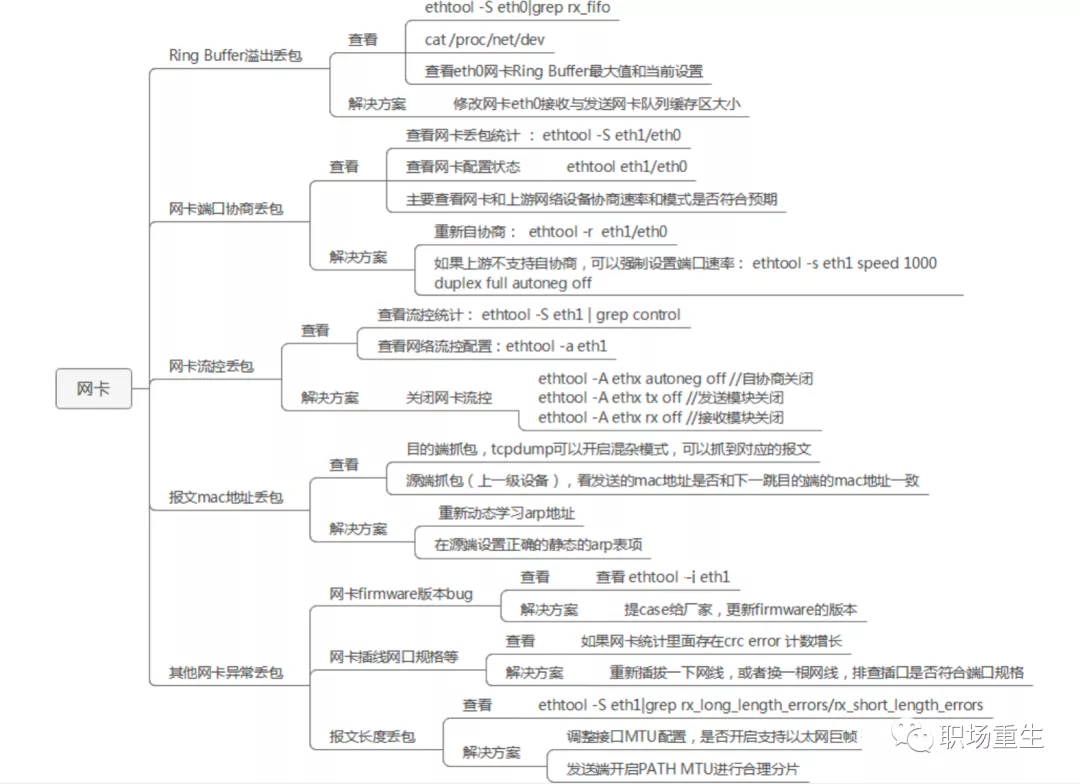 ethtool -S eth0|grep rx_fifo
查看
cat /proc/net/dev
Ring Buffer溢出丢包
查看eth0网卡Ring Buffer最大值和当前设置
解决方案
修改网卡eth0接收与发送网卡队列缓存区大小
查看网卡丢包统计 : ethtool -S eth1/eth0
查看
查看网卡配置状态 ethtool eth1/eth0
主要查看网卡和上游网络设备协商速率和模式是否符合预期
网卡端口协商丢包
重新自协商: ethtool -r eth1/eth0
解决方案
如果上游不支持自协商，可以强制设置端口速率: ethtool -s eth1 speed 1000
duplex full autoneg off
查看流控统计: ethtool -S eth1 | grep control
查看
查看网络流控配置: ethtool -a eth1
网卡流控丢包
网卡
解决方案
关闭网卡流控
ethtool -A ethx autoneg off //自协商关闭
ethtool -A ethx tx off //发送模块关闭
ethtool -A ethx rx off //接收模块关闭
目的端抓包，tcpdump可以开启混杂模式，可以抓到对应的报文
查看
源端抓包（上一级设备），看发送的mac地址是否和下一跳目的端的mac地址一致
报文mac地址丢包
重新动态学习arp地址
解决方案
在源端设置正确的静态的arp表项
查看
查看 ethtool -i eth1
网卡firmware版本bug
解决方案
提case给厂家，更新firmware的版本
查看
如果网卡统计里面存在crc error 计数增长
网卡插线网口规格等
解决方案
重新插拔一下网线，或者换一根网线，排查插口是否符合端口规格
其他网卡异常丢包
查看
ethtool -S eth1|grep rx_long_length_errors/rx_short_length_errors
报文长度丢包
调整接口MTU配置，是否开启支持以太网巨帧
解决方案
发送端开启PATH MTU进行合理分片
职场重生